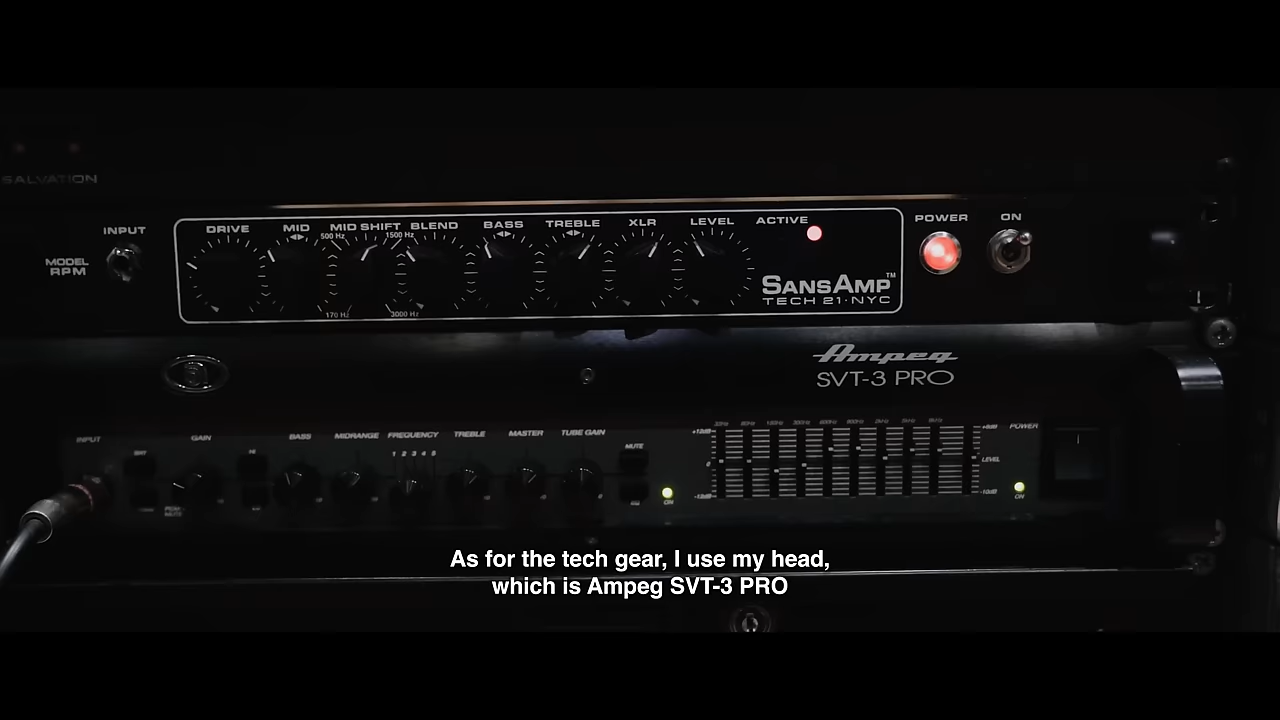 SALVATION
INPUT
MODEL
RPM
DRIVE MID MID SHIFT BLEND BASS TREBLE XLR LEVEL ACTIVE
500 Hz 1500 Hz
170 Hz 3000 Hz
SANSAMP™
TECH 21·NYC
POWER ON
Ampeg
SVT-3 PRO
INPUT GAIN BASS MIDRANGE FREQUENCY TREBLE MASTER TUBE GAIN MUTE
1 2 3 4 5
POWER
LEVEL
ON ON
As for the tech gear, I use my head,
which is Ampeg SVT-3 PRO